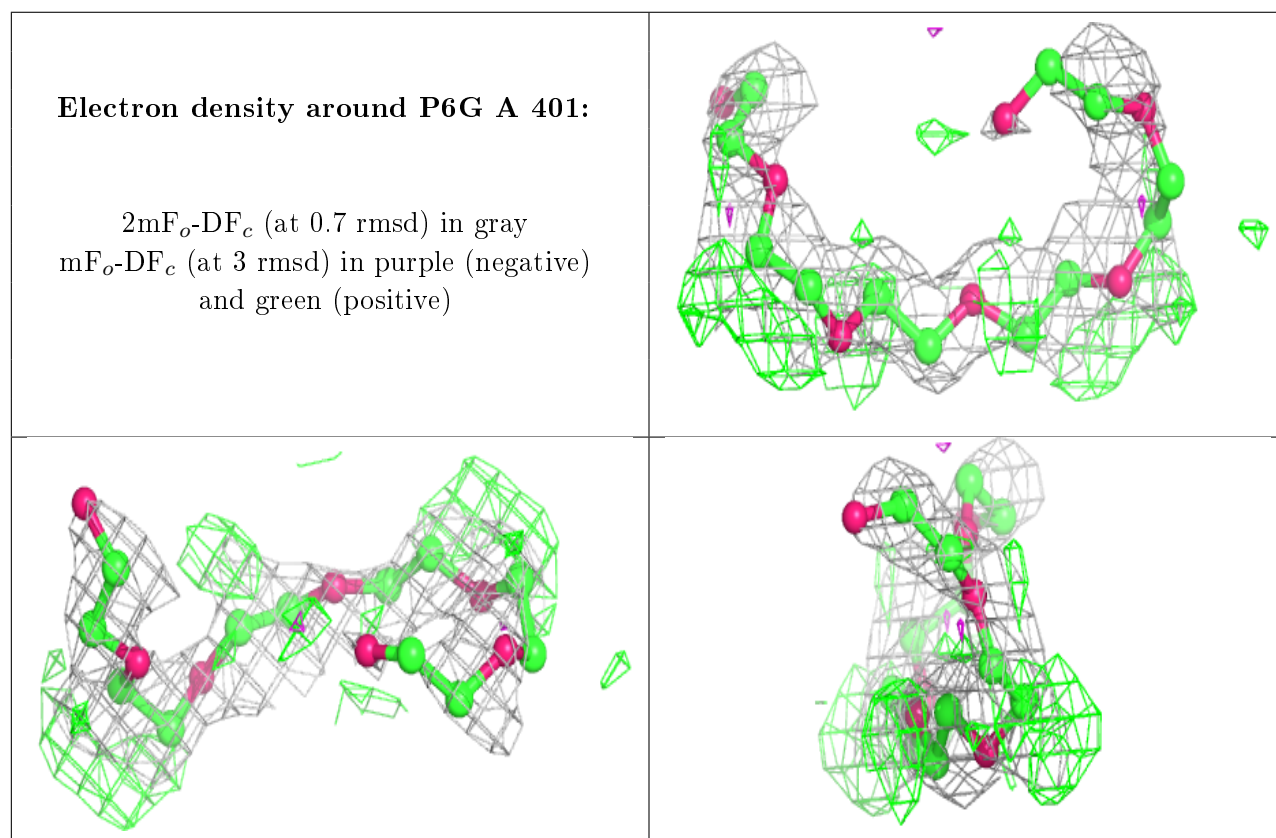 Electron density around P6G A 401:
2mF$_o$-DF$_c$ (at 0.7 rmsd) in gray
mF$_o$-DF$_c$ (at 3 rmsd) in purple (negative)
and green (positive)